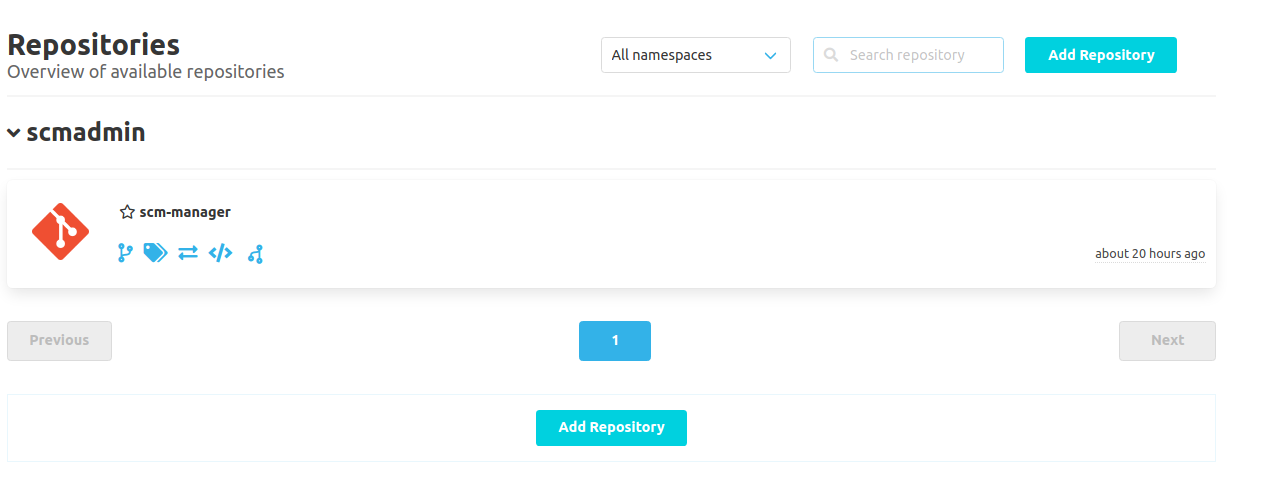 Repositories
Overview of available repositories
All namespaces
Search repository
Add Repository
scmadmin
scm-manager
about 20 hours ago
Previous
1
Next
Add Repository